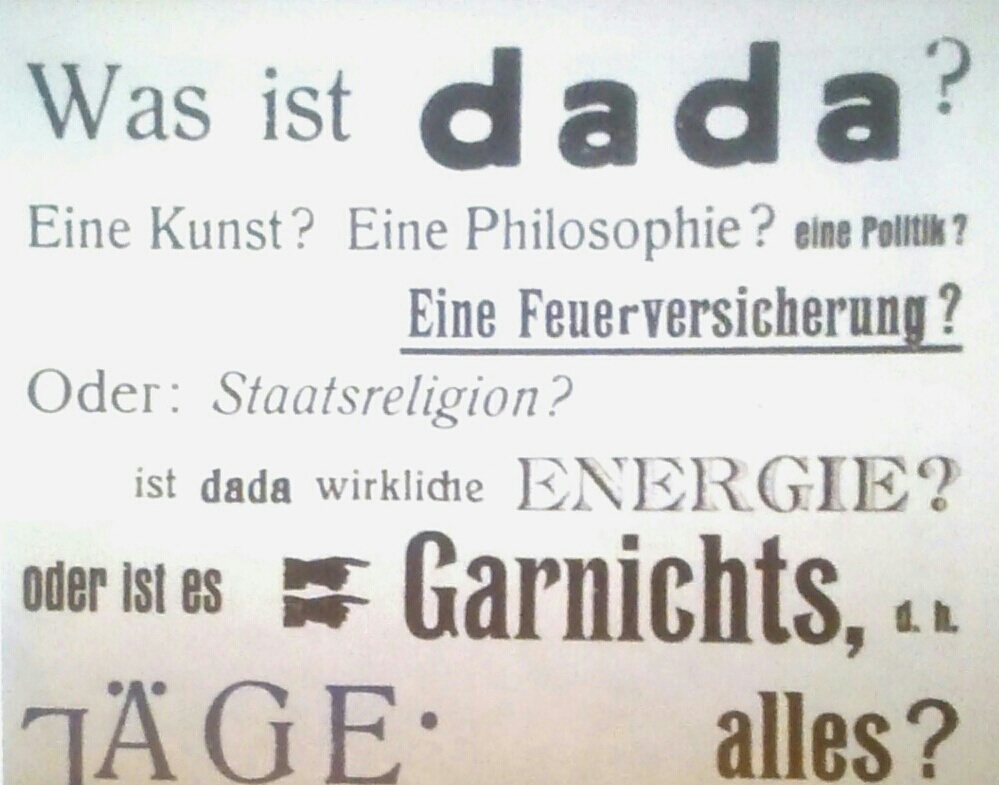 Was ist dada?
Eine Kunst? Eine Philosophie? eine Politik?
Eine Feuerversicherung?
Oder: Staatsreligion?
ist dada wirkliche ENERGIE?
oder ist es ☛☛ Garnichts, d. h.
alles?